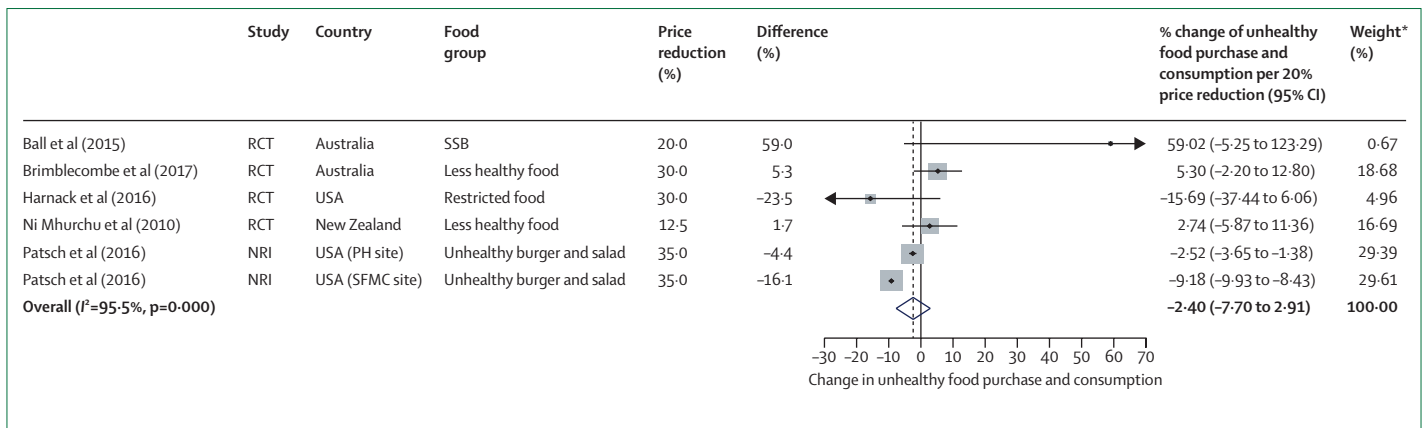 Study Country Food group Price reduction (%) Difference (%) % change of unhealthy food purchase and consumption per 20% price reduction (95% CI) Weight* (%)
Ball et al (2015) RCT Australia SSB 20·0 59·0 59·02 (–5·25 to 123·29) 0·67
Brimblecombe et al (2017) RCT Australia Less healthy food 30·0 5·3 5·30 (–2·20 to 12·80) 18·68
Harnack et al (2016) RCT USA Restricted food 30·0 –23·5 –15·69 (–37·44 to 6·06) 4·96
Ni Mhurchu et al (2010) RCT New Zealand Less healthy food 12·5 1·7 2·74 (–5·87 to 11·36) 16·69
Patsch et al (2016) NRI USA (PH site) Unhealthy burger and salad 35·0 –4·4 –2·52 (–3·65 to –1·38) 29·39
Patsch et al (2016) NRI USA (SFMC site) Unhealthy burger and salad 35·0 –16·1 –9·18 (–9·93 to –8·43) 29·61
Overall (I²=95·5%, p=0·000) –2·40 (–7·70 to 2·91) 100·00
–30 –20 –10 0 10 20 30 40 50 60 70
Change in unhealthy food purchase and consumption